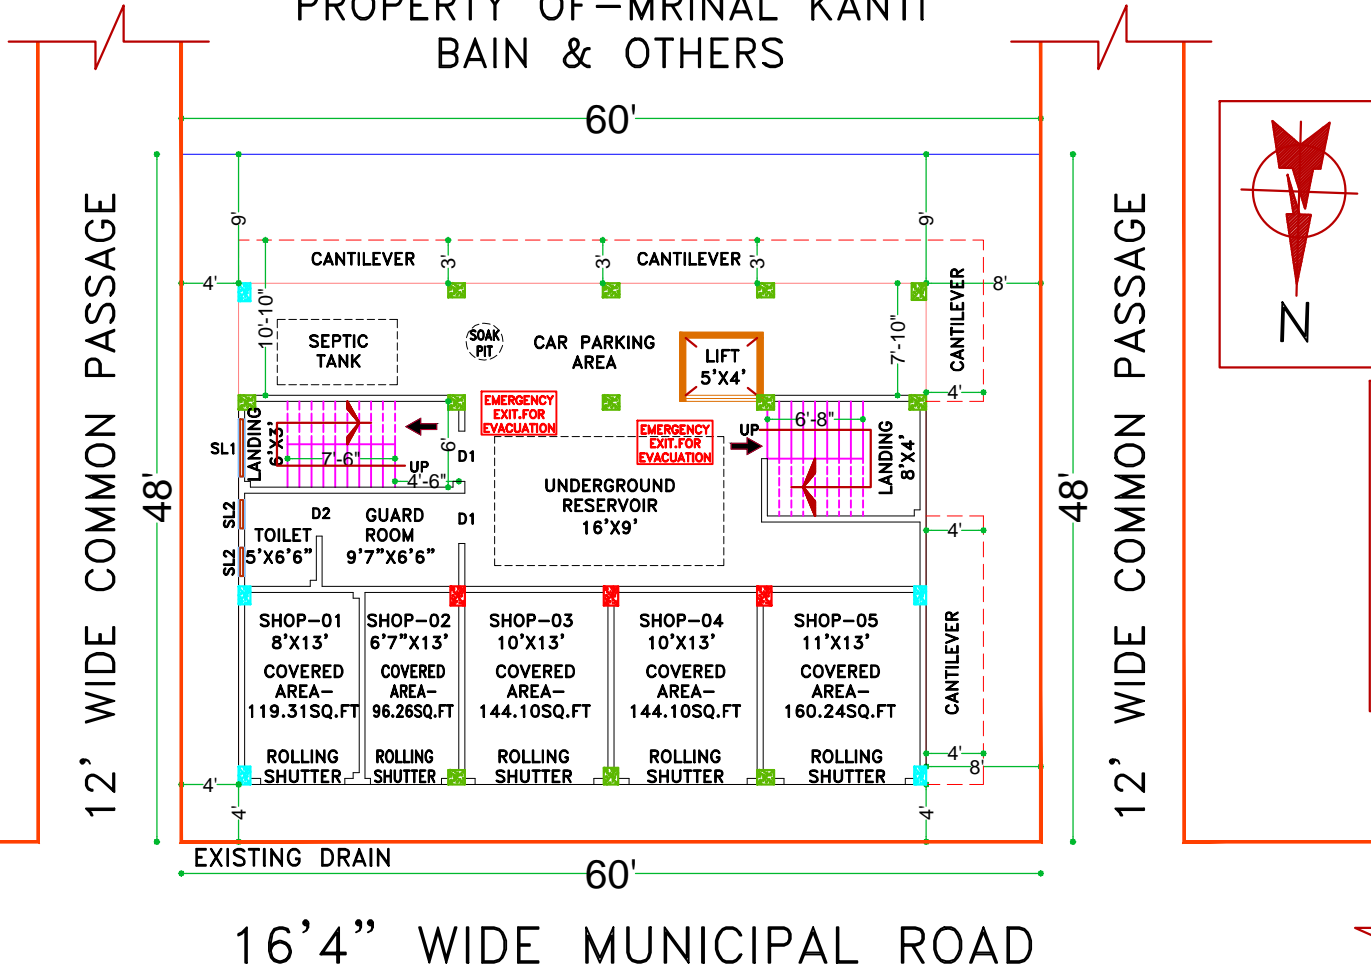 PROPERTY OF-MRINAL KANTI
BAIN & OTHERS
60'
9'
9'
CANTILEVER
3'
3'
CANTILEVER
3'
4'
8'
10'-10"
CANTILEVER
SEPTIC
TANK
SOAK
PIT
CAR PARKING
AREA
LIFT
5'X4'
7'-10"
4'
12' WIDE COMMON PASSAGE
48'
12' WIDE COMMON PASSAGE
48'
N
EMERGENCY
EXIT.FOR
EVACUATION
EMERGENCY
EXIT.FOR
EVACUATION
LANDING
6'X3'
SL1
7'-6"
UP
4'-6"
6'
D1
UP
6'-8"
LANDING
8'X4'
UNDERGROUND
RESERVOIR
16'X9'
SL2
D2
D1
GUARD
ROOM
9'7"X6'6"
TOILET
5'X6'6"
SL2
4'
SHOP-01
8'X13'
COVERED
AREA-
119.31SQ.FT
ROLLING
SHUTTER
SHOP-02
6'7"X13'
COVERED
AREA-
96.26SQ.FT
ROLLING
SHUTTER
SHOP-03
10'X13'
COVERED
AREA-
144.10SQ.FT
ROLLING
SHUTTER
SHOP-04
10'X13'
COVERED
AREA-
144.10SQ.FT
ROLLING
SHUTTER
SHOP-05
11'X13'
COVERED
AREA-
160.24SQ.FT
ROLLING
SHUTTER
CANTILEVER
4'
8'
4'
4'
4'
EXISTING DRAIN
60'
16'4" WIDE MUNICIPAL ROAD